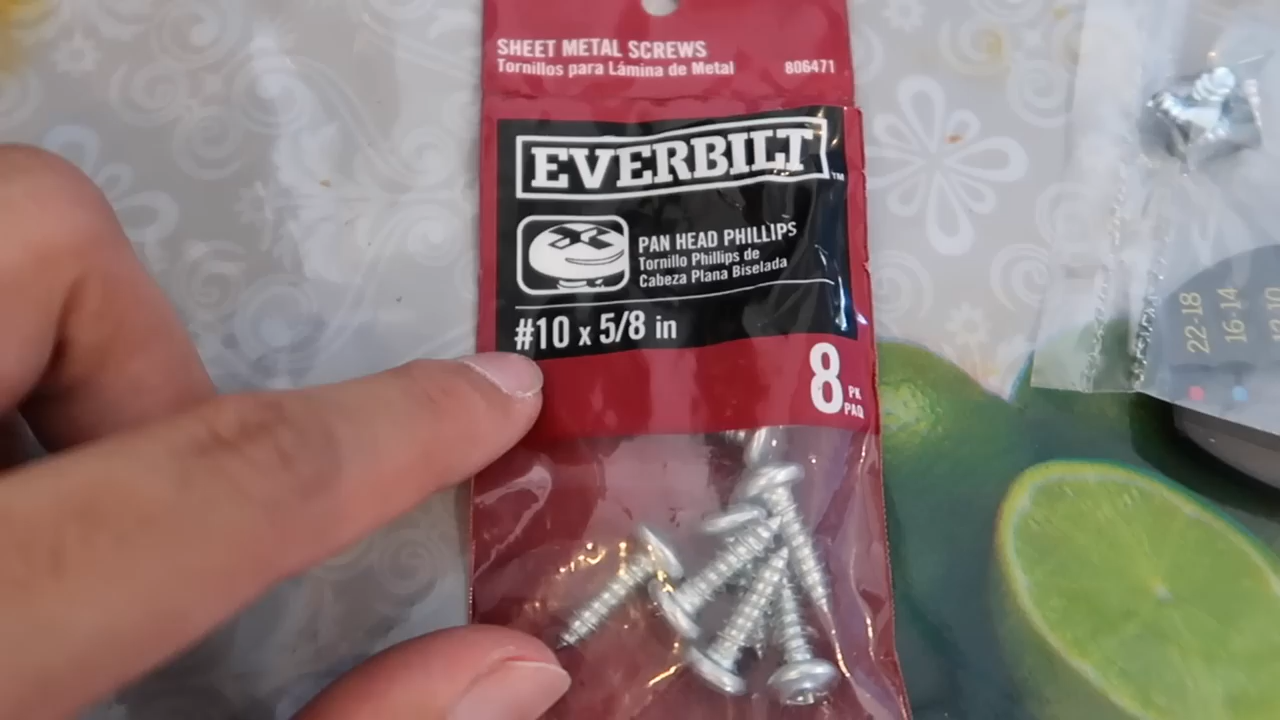 SHEET METAL SCREWS
Tornillos para Lámina de Metal 806471
EVERBILT™
PAN HEAD PHILLIPS
Tornillo Phillips de
Cabeza Plana Biselada
#10 x 5/8 in
8 PK
PAQ
22-18
16-14